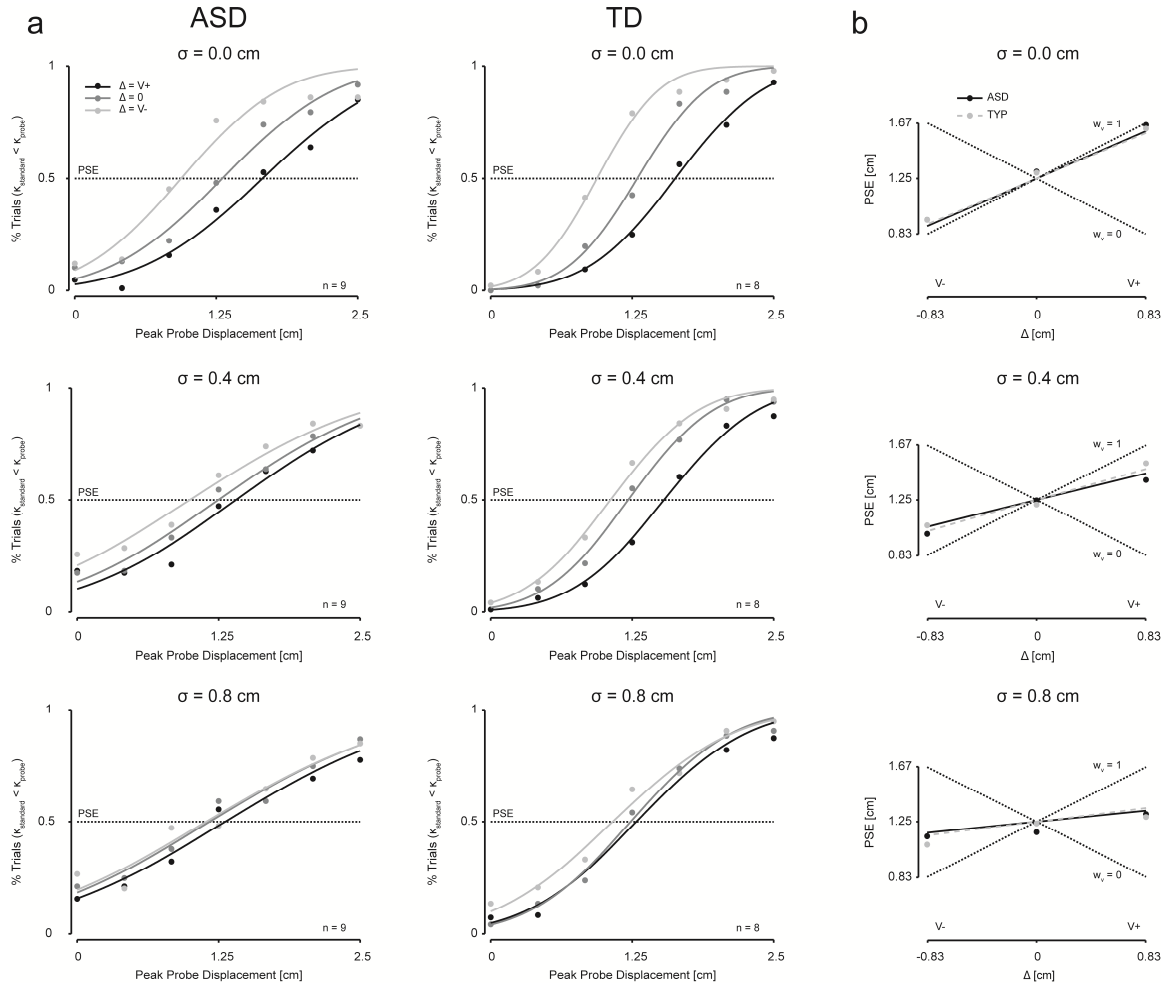 a
ASD
TD
b
σ = 0.0 cm
σ = 0.0 cm
σ = 0.0 cm
1
0.5
0
% Trials (κstandard < κprobe)
Δ = V+
Δ = 0
Δ = V-
PSE
n = 9
0
1.25
2.5
Peak Probe Displacement [cm]
1
0.5
0
% Trials (κstandard < κprobe)
PSE
n = 8
0
1.25
2.5
Peak Probe Displacement [cm]
ASD
TYP
1.67
1.25
0.83
PSE [cm]
wv = 1
wv = 0
V-
V+
-0.83
0
0.83
Δ [cm]
σ = 0.4 cm
σ = 0.4 cm
σ = 0.4 cm
1
0.5
0
% Trials (κstandard < κprobe)
PSE
n = 9
0
1.25
2.5
Peak Probe Displacement [cm]
1
0.5
0
% Trials (κstandard < κprobe)
PSE
n = 8
0
1.25
2.5
Peak Probe Displacement [cm]
1.67
1.25
0.83
PSE [cm]
wv = 1
wv = 0
V-
V+
-0.83
0
0.83
Δ [cm]
σ = 0.8 cm
σ = 0.8 cm
σ = 0.8 cm
1
0.5
0
% Trials (κstandard < κprobe)
PSE
n = 9
0
1.25
2.5
Peak Probe Displacement [cm]
1
0.5
0
% Trials (κstandard < κprobe)
PSE
n = 8
0
1.25
2.5
Peak Probe Displacement [cm]
1.67
1.25
0.83
PSE [cm]
wv = 1
wv = 0
V-
V+
-0.83
0
0.83
Δ [cm]